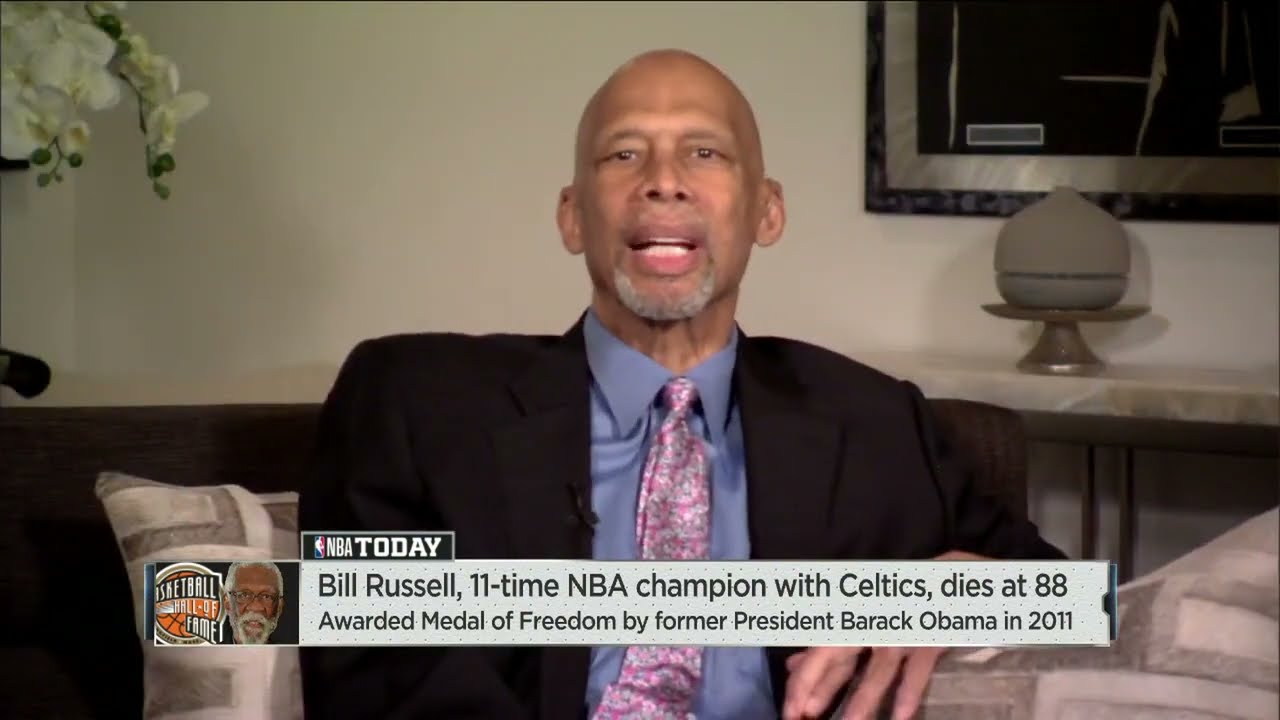 NBA TODAY
Bill Russell, 11-time NBA champion with Celtics, dies at 88
Awarded Medal of Freedom by former President Barack Obama in 2011
BASKETBALL
HALL OF
FAME